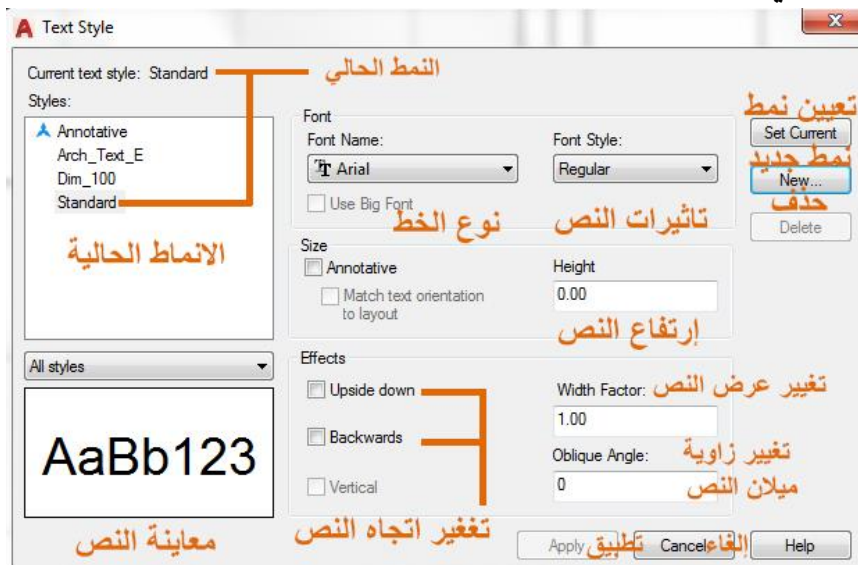 Text Style
Current text style: Standard
النمط الحالي
Styles:
Annotative
Arch_Text_E
Dim_100
Standard
الانماط الحالية
Font
Font Name:
Arial
Use Big Font
نوع الخط
Font Style:
Regular
تاثيرات النص
تعيين نمط
Set Current
نمط جديد
New...
حذف
Delete
Size
Annotative
Match text orientation
to layout
Height
0.00
إرتفاع النص
All styles
AaBb123
معاينة النص
Effects
Upside down
Backwards
Vertical
تغغير اتجاه النص
Width Factor:
تغيير عرض النص
1.00
Oblique Angle:
تغيير زاوية
0
ميلان النص
Apply
تطبيق
Cancel
إلغاء
Help